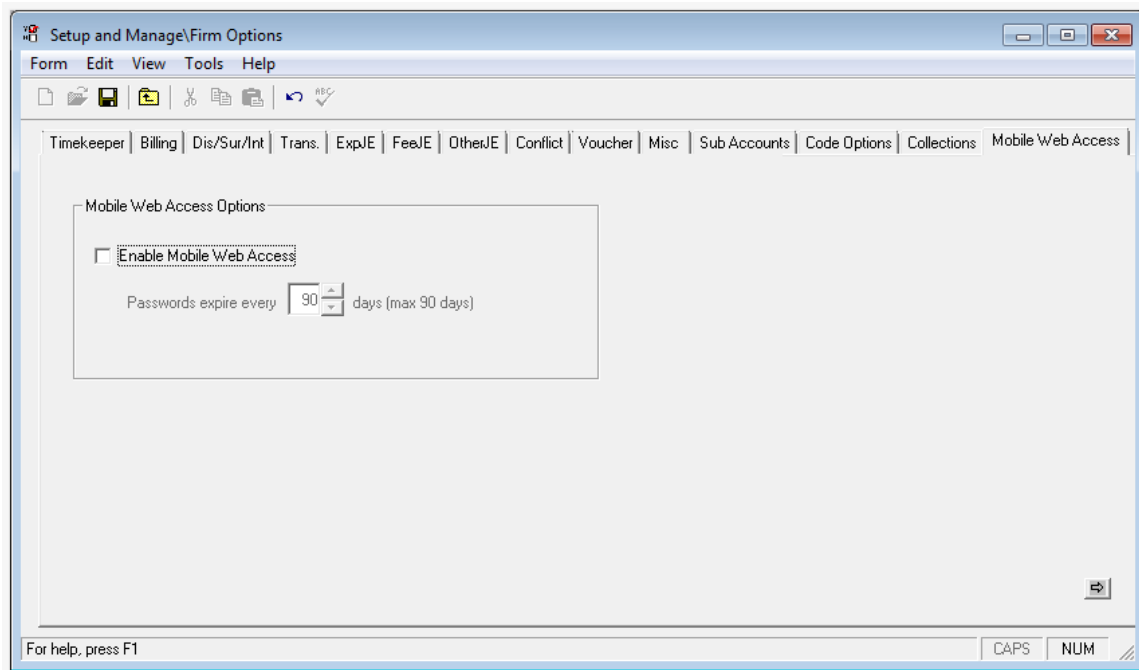 Setup and Manage\Firm Options
Form Edit View Tools Help
ABC
Timekeeper Billing Dis/Sur/Int Trans. ExpJE FeeJE OtherJE Conflict Voucher Misc Sub Accounts Code Options Collections Mobile Web Access
Mobile Web Access Options
Enable Mobile Web Access
Passwords expire every 90 days (max 90 days)
For help, press F1 CAPS NUM